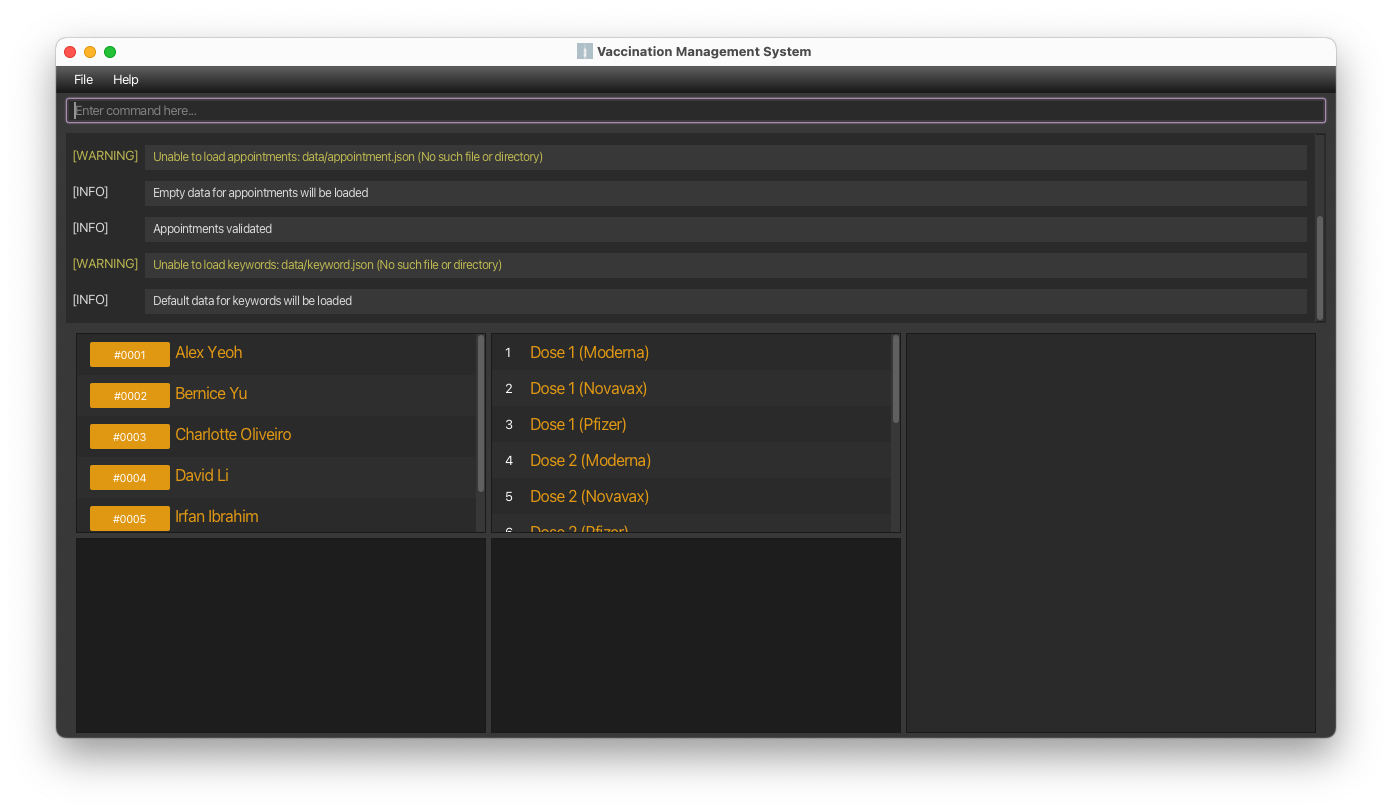 Vaccination Management System
File Help
Enter command here...
[WARNING] Unable to load appointments: data/appointment.json (No such file or directory)
[INFO] Empty data for appointments will be loaded
[INFO] Appointments validated
[WARNING] Unable to load keywords: data/keyword.json (No such file or directory)
[INFO] Default data for keywords will be loaded
#0001 Alex Yeoh
#0002 Bernice Yu
#0003 Charlotte Oliveiro
#0004 David Li
#0005 Irfan Ibrahim
1 Dose 1 (Moderna)
2 Dose 1 (Novavax)
3 Dose 1 (Pfizer)
4 Dose 2 (Moderna)
5 Dose 2 (Novavax)
6 Dose 2 (Pfizer)